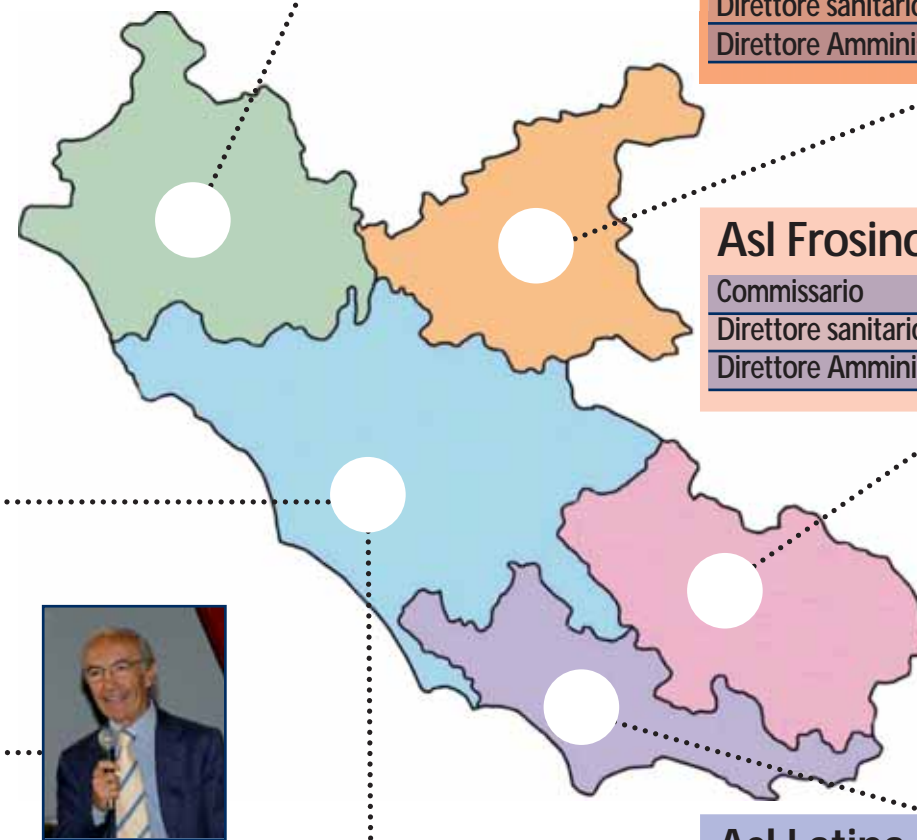 Direttore sanitario
Direttore Ammini
Asl Frosino
Commissario
Direttore sanitario
Direttore Ammini
Asl Latina